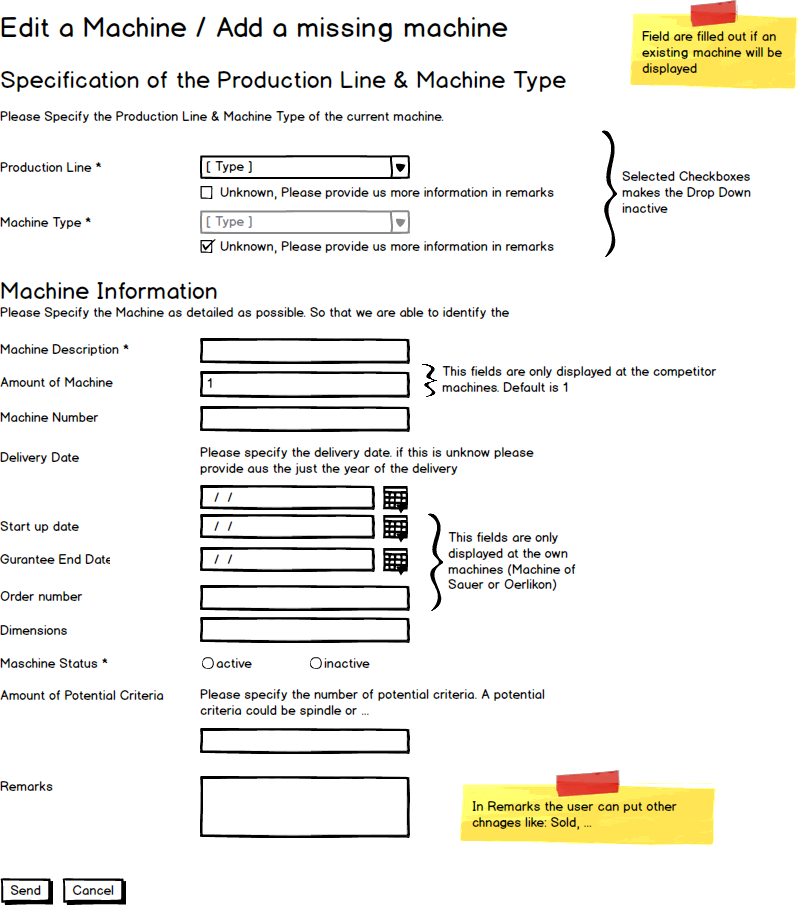 Edit a Machine / Add a missing machine
Field are filled out if an
existing machine will be
displayed
Specification of the Production Line & Machine Type
Please Specify the Production Line & Machine Type of the current machine.
Production Line *
[ Type ]
Unknown, Please provide us more information in remarks
Machine Type *
[ Type ]
Unknown, Please provide us more information in remarks
Selected Checkboxes
makes the Drop Down
inactive
Machine Information
Please Specify the Machine as detailed as possible. So that we are able to identify the
Machine Description *
Amount of Machine
1
This fields are only displayed at the competitor
machines. Default is 1
Machine Number
Delivery Date
Please specify the delivery date. if this is unknow please
provide aus the just the year of the delivery
/ /
Start up date
/ /
Gurantee End Date
/ /
This fields are only
displayed at the own
machines (Machine of
Sauer or Oerlikon)
Order number
Dimensions
Maschine Status *
active
inactive
Amount of Potential Criteria
Please specify the number of potential criteria. A potential
criteria could be spindle or ...
Remarks
In Remarks the user can put other
chnages like: Sold, ...
Send
Cancel